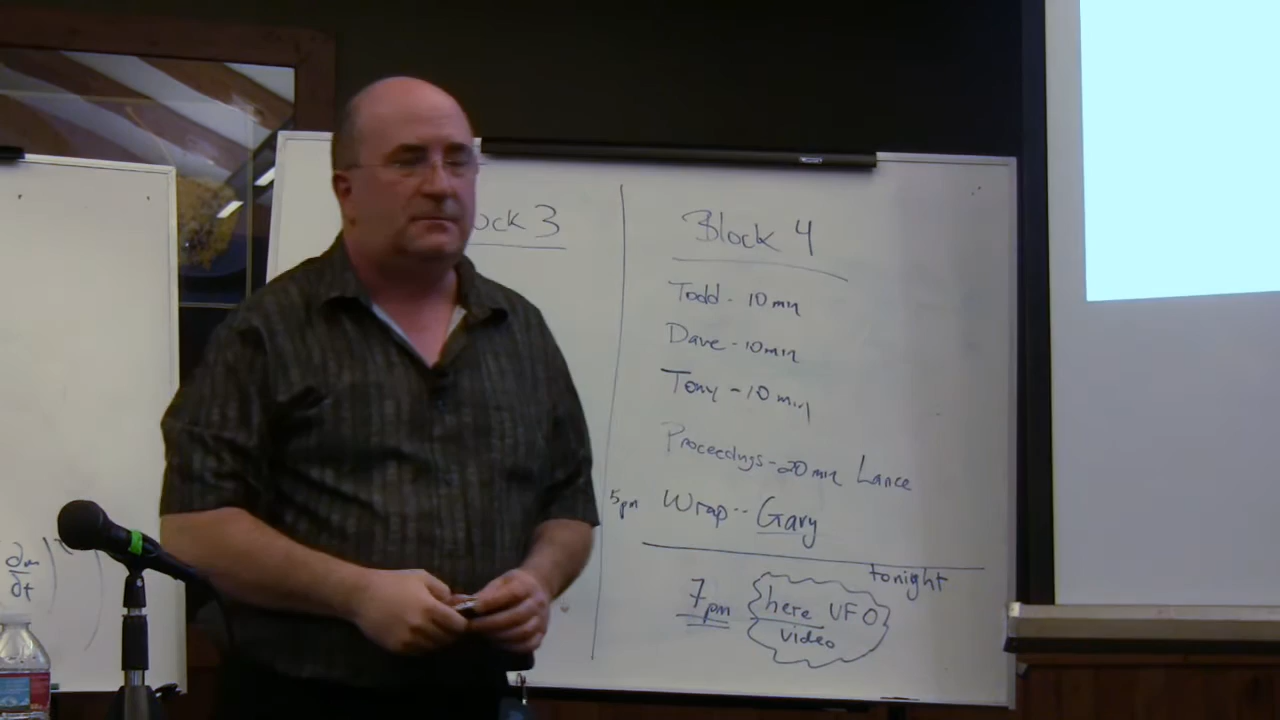 ock 3
Block 4
Todd - 10 min
Dave - 10 min
Tony - 10 min
Proceedings - 20 min Lance
5pm Wrap -- Gary
tonight
7pm here UFO
video
∂m
∂t